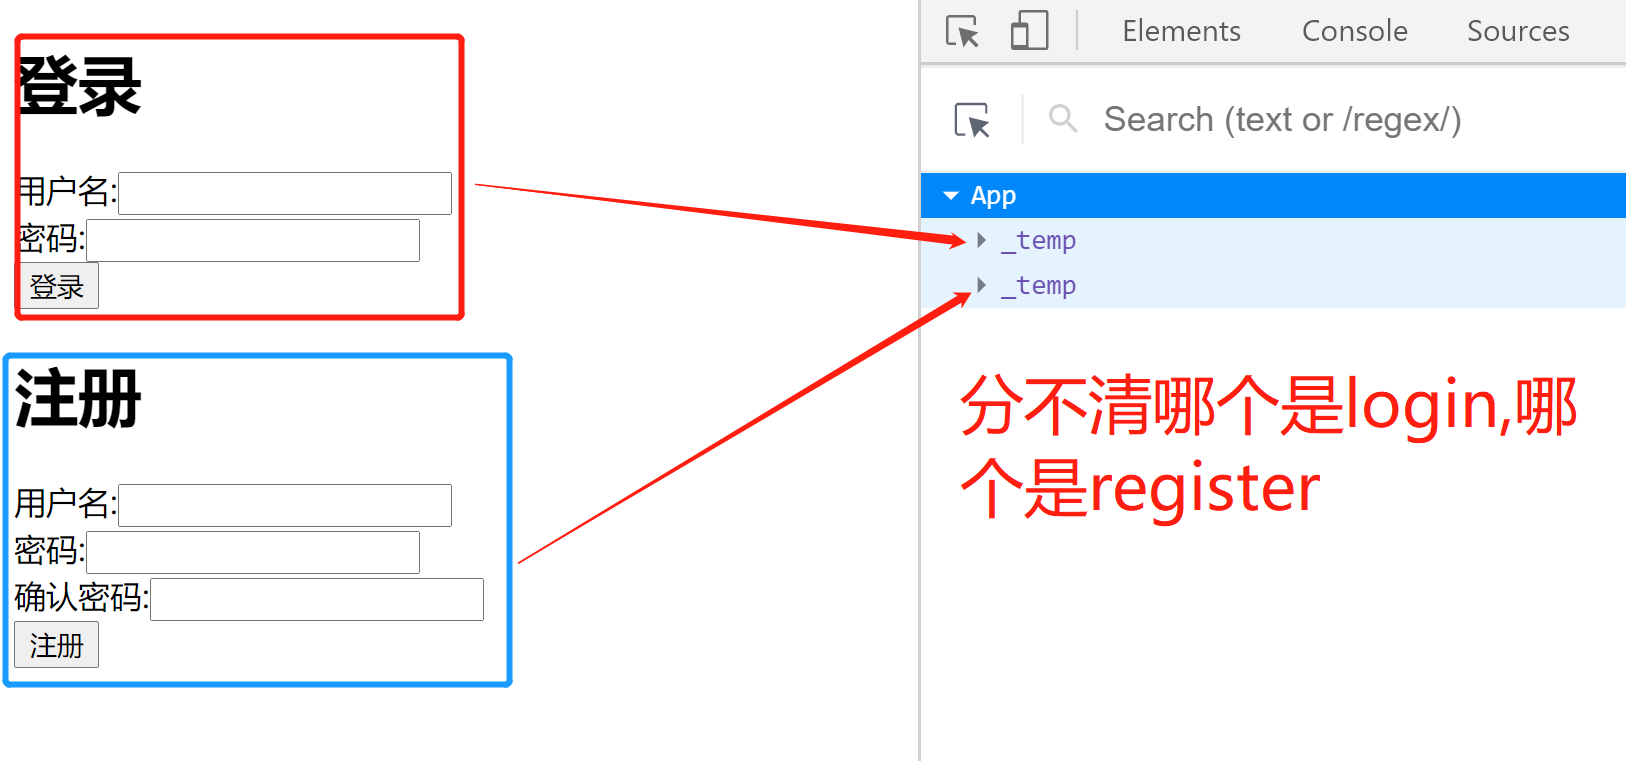 登录
用户名:
密码:
登录
注册
用户名:
密码:
确认密码:
注册
Elements Console Sources
Search (text or /regex/)
App
_temp
_temp
分不清哪个是login,哪
个是register